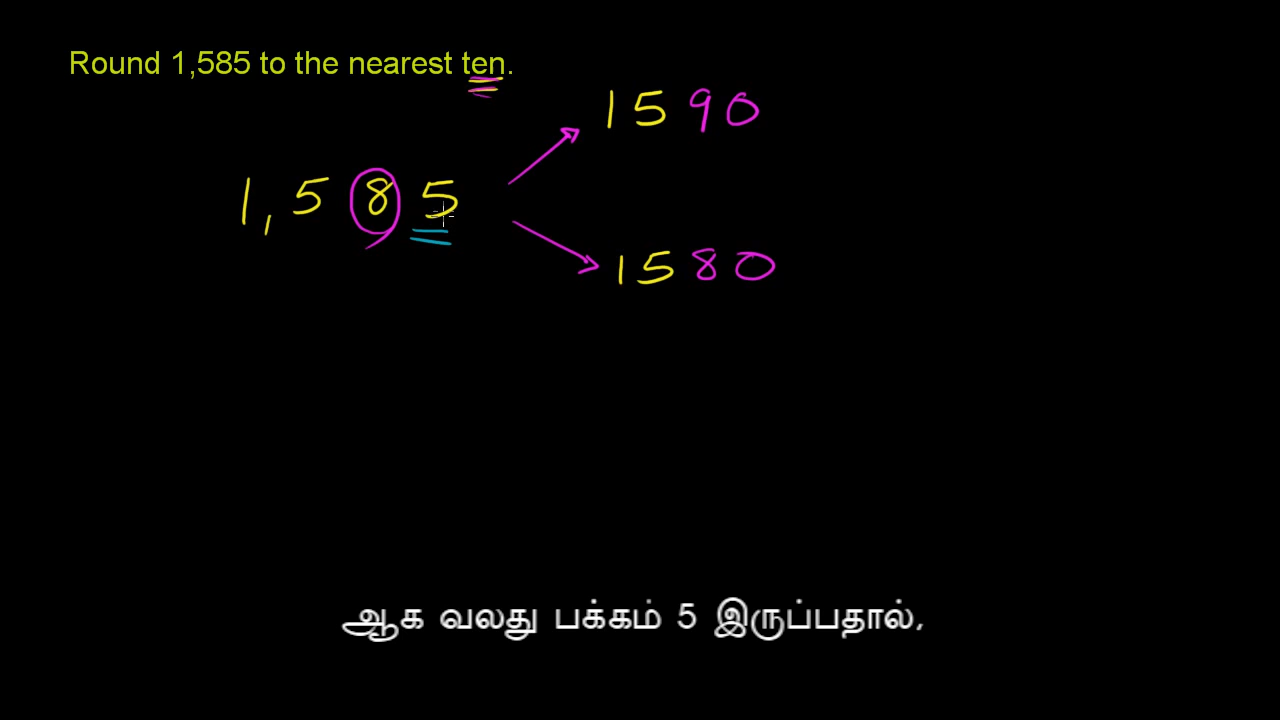 Round 1,585 to the nearest ten.
1590
1,585
1580
ஆக வலது பக்கம் 5 இருப்பதால்,